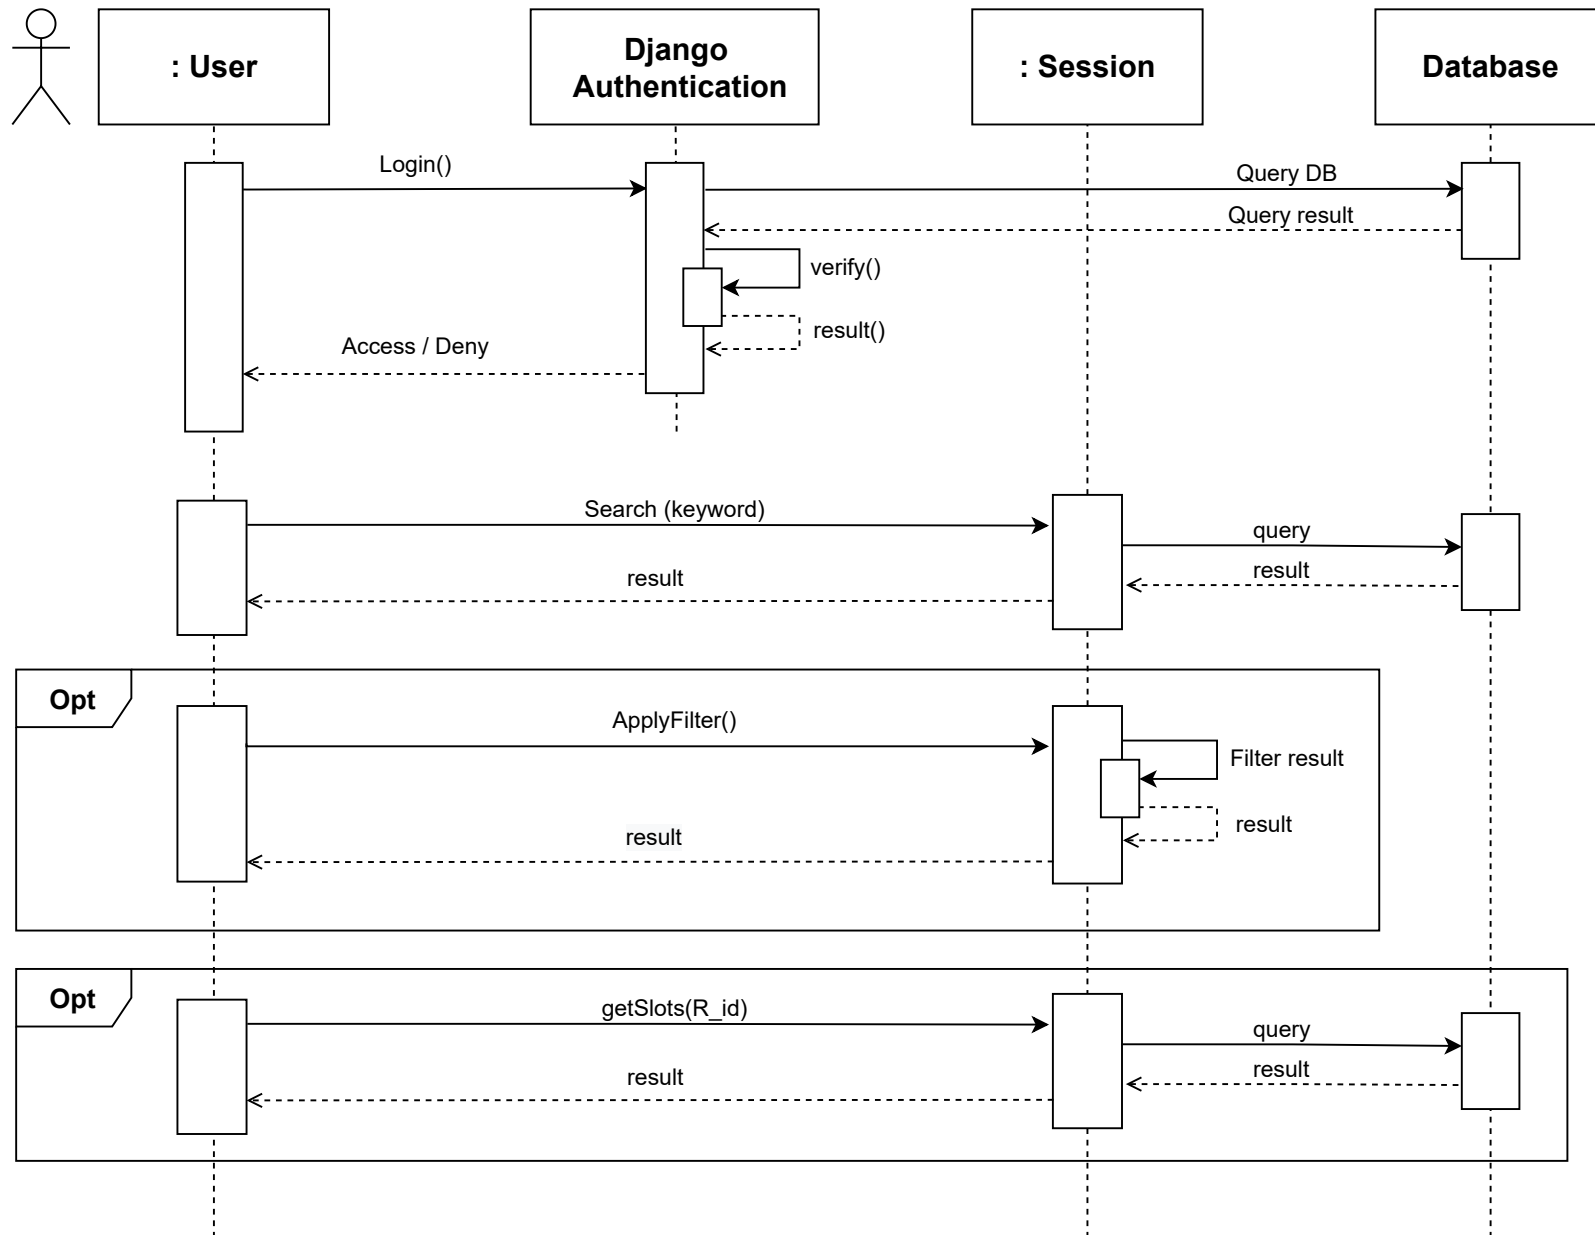 : User
Django
Authentication
: Session
Database
Login()
Query DB
Query result
verify()
result()
Access / Deny
Search (keyword)
query
result
result
Opt
ApplyFilter()
Filter result
result
result
Opt
getSlots(R_id)
query
result
result